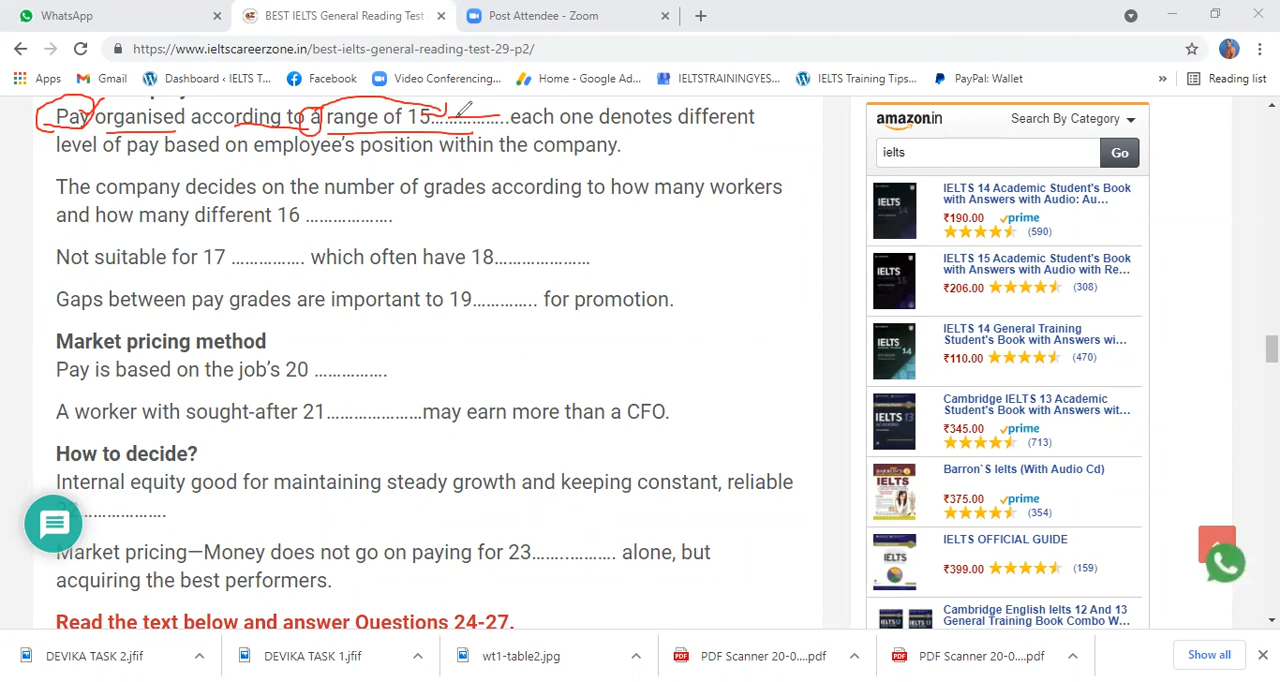 WhatsApp
BEST IELTS General Reading Test
Post Attendee - Zoom
https://www.ieltscareerzone.in/best-ielts-general-reading-test-29-p2/
Apps
Gmail
Dashboard ‹ IELTS T...
Facebook
Video Conferencing...
Home - Google Ad...
IELTSTRAININGYES...
IELTS Training Tips...
PayPal: Wallet
»
Reading list
Pay organised according to a range of 15……………..each one denotes different
level of pay based on employee's position within the company.
The company decides on the number of grades according to how many workers
and how many different 16 ……………….
Not suitable for 17 ……………. which often have 18…………………
Gaps between pay grades are important to 19………….. for promotion.
Market pricing method
Pay is based on the job's 20 …………….
A worker with sought-after 21…………………may earn more than a CFO.
How to decide?
Internal equity good for maintaining steady growth and keeping constant, reliable
…………….
Market pricing—Money does not go on paying for 23……..………. alone, but
acquiring the best performers.
Read the text below and answer Questions 24-27.
amazon.in
Search By Category
ielts
Go
IELTS 14 Academic Student's Book
with Answers with Audio: Au...
₹190.00 prime
(590)
IELTS 15 Academic Student's Book
with Answers with Audio with Re...
₹206.00 (308)
IELTS 14 General Training
Student's Book with Answers wi...
₹110.00 (470)
Cambridge IELTS 13 Academic
Student's Book with Answers wit...
₹345.00 prime
(713)
Barron`S Ielts (With Audio Cd)
₹375.00 prime
(354)
IELTS OFFICIAL GUIDE
₹399.00 (159)
Cambridge English Ielts 12 And 13
General Training Book Combo W...
DEVIKA TASK 2.jfif
DEVIKA TASK 1.jfif
wt1-table2.jpg
PDF Scanner 20-0....pdf
PDF Scanner 20-0....pdf
Show all